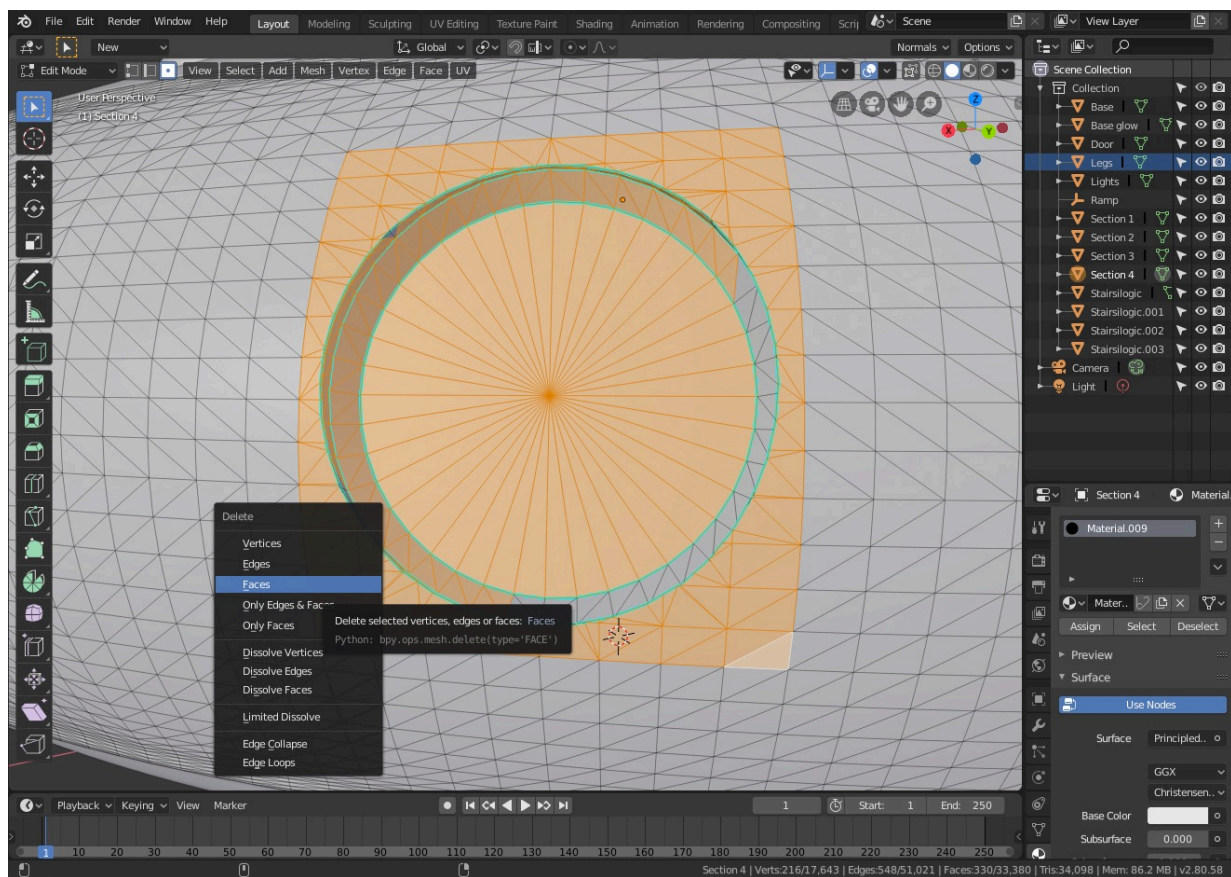 File Edit Render Window Help Layout Modeling Sculpting UV Editing Texture Paint Shading Animation Rendering Compositing Scrip Scene View Layer
New Global Normals Options
Edit Mode View Select Add Mesh Vertex Edge Face UV
User Perspective
(1) Section 4
Z
X
Y
Scene Collection
Collection
Base
Base glow
Door
Legs
Lights
Ramp
Section 1
Section 2
Section 3
Section 4
Stairsilogic
Stairsilogic.001
Stairsilogic.002
Stairsilogic.003
Camera
Light
Delete
Vertices
Edges
Faces
Only Edges & Faces
Only Faces
Dissolve Vertices
Dissolve Edges
Dissolve Faces
Limited Dissolve
Edge Collapse
Edge Loops
Delete selected vertices, edges or faces: Faces
Python: bpy.ops.mesh.delete(type='FACE')
Section 4 Material
Material.009
Mater..
Assign Select Deselect
Preview
Surface
Use Nodes
Surface Principled..
GGX
Christensen..
Base Color
Subsurface 0.000
Playback Keying View Marker 1 Start: 1 End: 250
1 10 20 30 40 50 60 70 80 90 100 110 120 130 140 150 160 170 180 190 200 210 220 230 240 250
Section 4 | Verts:216/17,643 | Edges:548/51,021 | Faces:330/33,380 | Tris:34,098 | Mem: 86.2 MB | v2.80.58